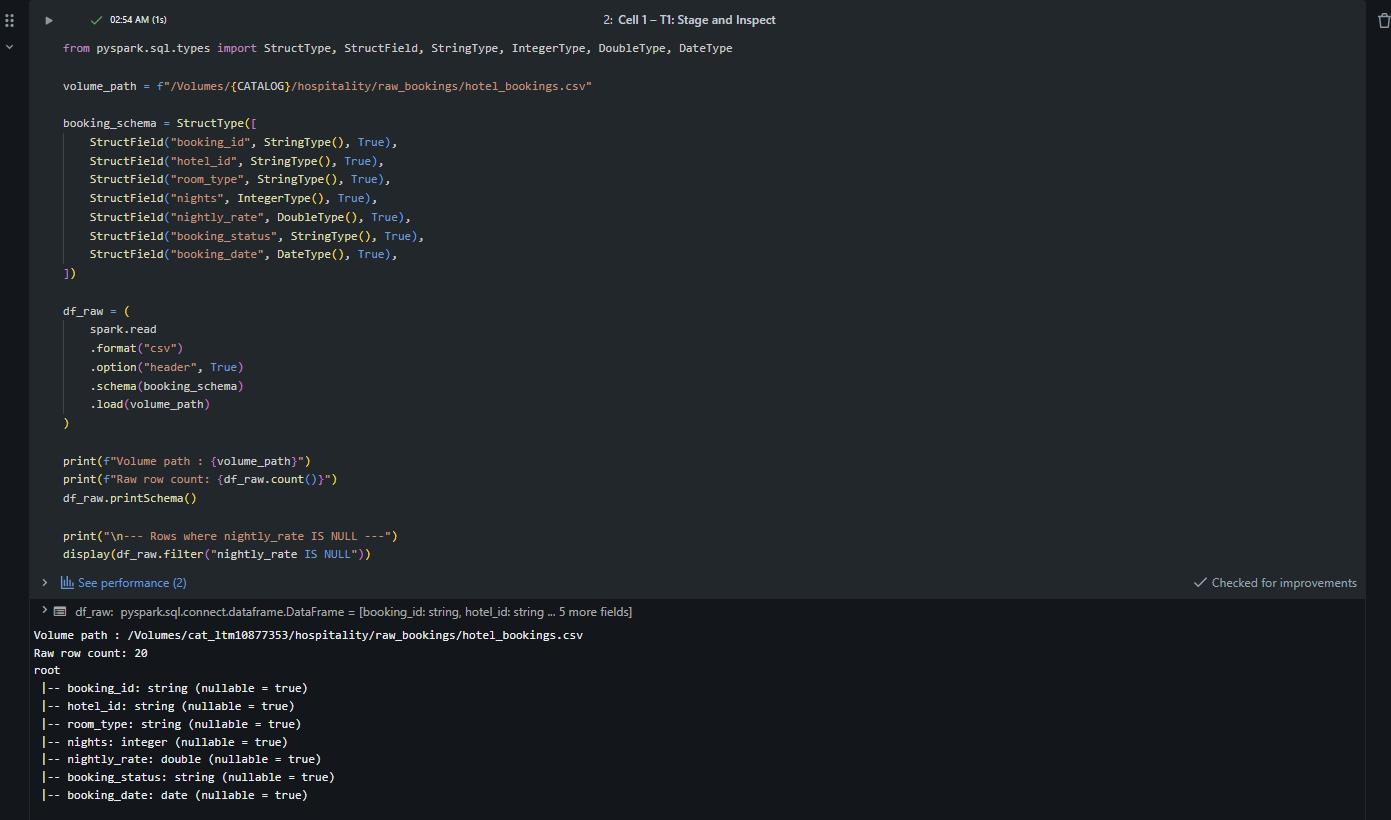 02:54 AM (1s)
2: Cell 1 – T1: Stage and Inspect
from pyspark.sql.types import StructType, StructField, StringType, IntegerType, DoubleType, DateType
volume_path = f"/Volumes/{CATALOG}/hospitality/raw_bookings/hotel_bookings.csv"
booking_schema = StructType([
    StructField("booking_id", StringType(), True),
    StructField("hotel_id", StringType(), True),
    StructField("room_type", StringType(), True),
    StructField("nights", IntegerType(), True),
    StructField("nightly_rate", DoubleType(), True),
    StructField("booking_status", StringType(), True),
    StructField("booking_date", DateType(), True),
])
df_raw = (
    spark.read
    .format("csv")
    .option("header", True)
    .schema(booking_schema)
    .load(volume_path)
)
print(f"Volume path : {volume_path}")
print(f"Raw row count: {df_raw.count()}")
df_raw.printSchema()
print("\n--- Rows where nightly_rate IS NULL ---")
display(df_raw.filter("nightly_rate IS NULL"))
See performance (2)
Checked for improvements
df_raw: pyspark.sql.connect.dataframe.DataFrame = [booking_id: string, hotel_id: string ... 5 more fields]
Volume path : /Volumes/cat_ltm10877353/hospitality/raw_bookings/hotel_bookings.csv
Raw row count: 20
root
 |-- booking_id: string (nullable = true)
 |-- hotel_id: string (nullable = true)
 |-- room_type: string (nullable = true)
 |-- nights: integer (nullable = true)
 |-- nightly_rate: double (nullable = true)
 |-- booking_status: string (nullable = true)
 |-- booking_date: date (nullable = true)